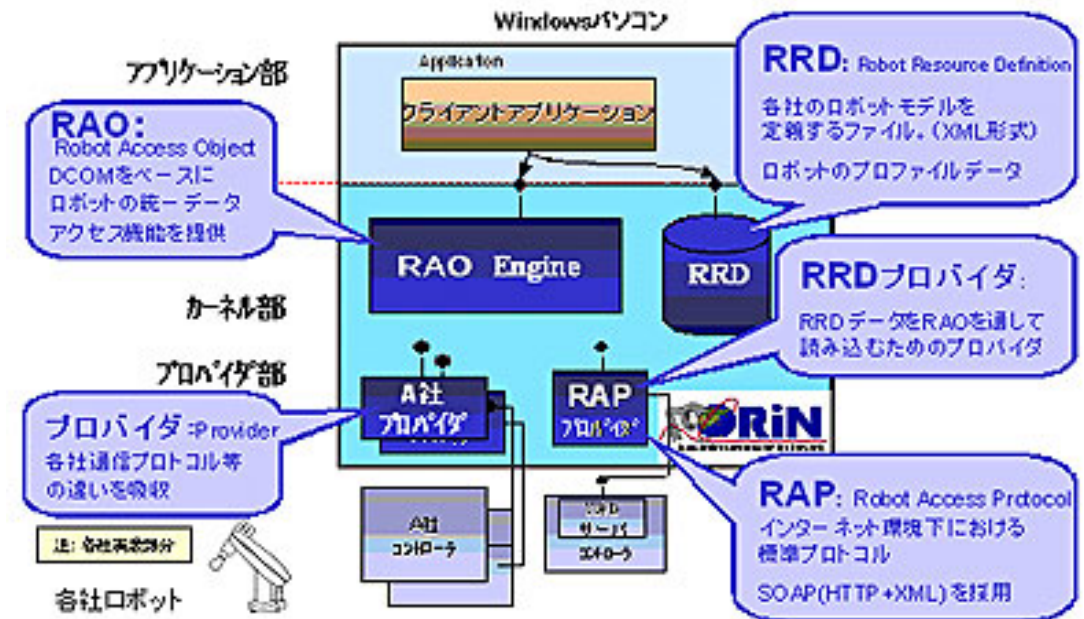 Windowsパソコン
アプリケーション部
Application
クライアントアプリケーション
RAO:
Robot Access Object
DCOMをベースに
ロボットの統一データ
アクセス機能を提供
RRD: Robot Resource Definition
各社のロボットモデルを
定義するファイル。(XML形式)
ロボットのプロファイルデータ
RAO Engine
RRD
カーネル部
RRDプロバイダ:
RRDデータをRAOを通して
読み込むためのプロバイダ
プロバイダ部
A社
プロバイダ
RAP
プロバイダ
ORiN
プロバイダ:Provider
各社通信プロトコル等
の違いを吸収
RAP: Robot Access Protocol
インターネット環境下における
標準プロトコル
SOAP(HTTP+XML)を採用
A社
コントローラ
サーバ
コントローラ
注:各社実装部分
各社ロボット